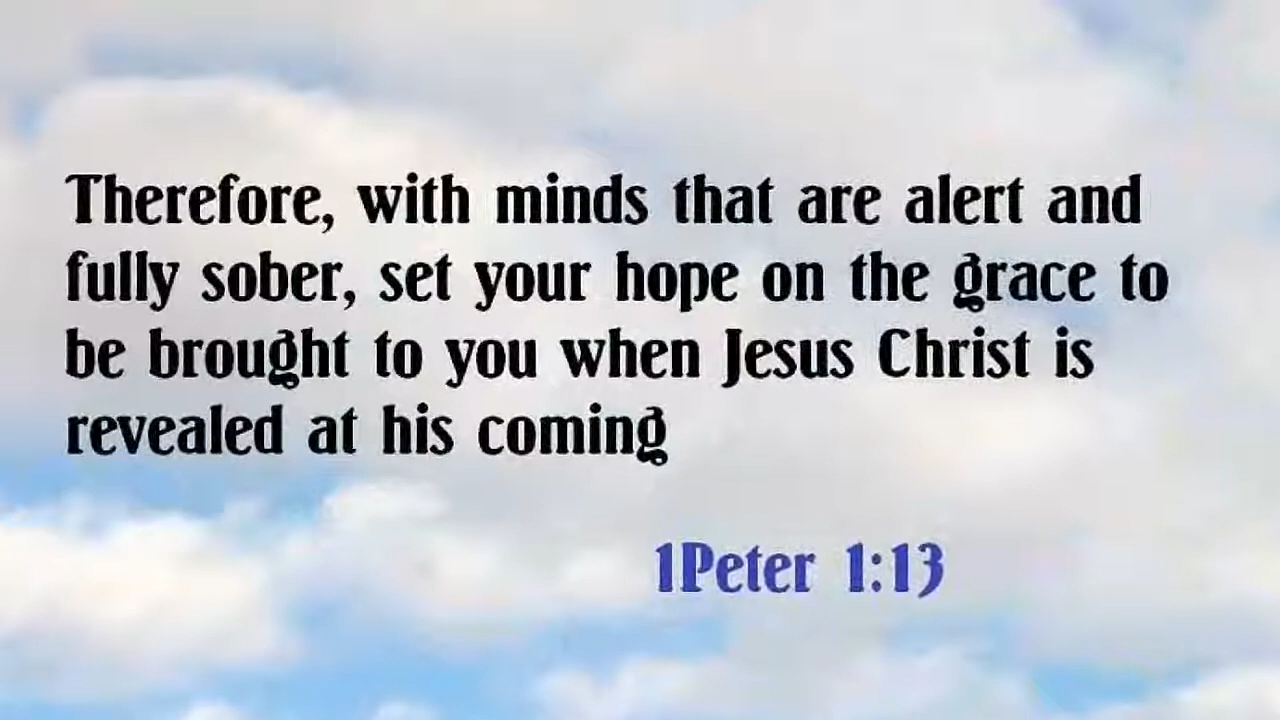 Therefore, with minds that are alert and
fully sober, set your hope on the grace to
be brought to you when Jesus Christ is
revealed at his coming
1Peter 1:13